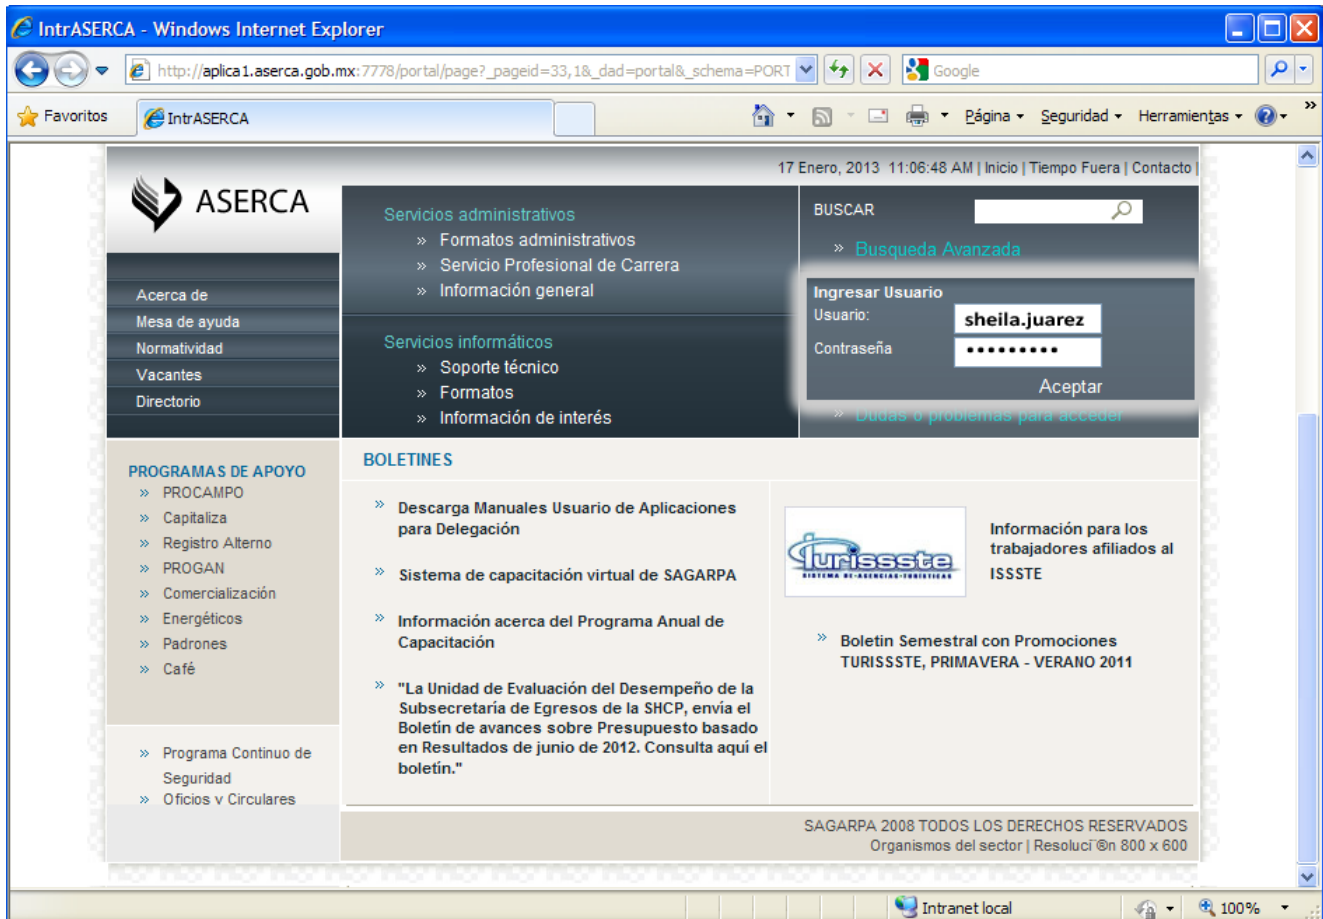 IntrASERCA - Windows Internet Explorer
http://aplica1.aserca.gob.mx:7778/portal/page?_pageid=33,1&_dad=portal&_schema=PORT
Google
Favoritos
IntrASERCA
Página
Seguridad
Herramientas
»
17 Enero, 2013 11:06:48 AM | Inicio | Tiempo Fuera | Contacto |
ASERCA
Acerca de
Mesa de ayuda
Normatividad
Vacantes
Directorio
Servicios administrativos
» Formatos administrativos
» Servicio Profesional de Carrera
» Información general
Servicios informáticos
» Soporte técnico
» Formatos
» Información de interés
BUSCAR
» Busqueda Avanzada
Ingresar Usuario
Usuario: sheila.juarez
Contraseña •••••••••
Aceptar
» Dudas o problemas para acceder
PROGRAMAS DE APOYO
» PROCAMPO
» Capitaliza
» Registro Alterno
» PROGAN
» Comercialización
» Energéticos
» Padrones
» Café
» Programa Continuo de
Seguridad
» Oficios y Circulares
BOLETINES
» Descarga Manuales Usuario de Aplicaciones
para Delegación
» Sistema de capacitación virtual de SAGARPA
» Información acerca del Programa Anual de
Capacitación
» "La Unidad de Evaluación del Desempeño de la
Subsecretaría de Egresos de la SHCP, envía el
Boletín de avances sobre Presupuesto basado
en Resultados de junio de 2012. Consulta aquí el
boletín."
Turissste
SISTEMA DE-AGENCIAS-TURÍSTICAS
Información para los
trabajadores afiliados al
ISSSTE
» Boletin Semestral con Promociones
TURISSSTE, PRIMAVERA - VERANO 2011
SAGARPA 2008 TODOS LOS DERECHOS RESERVADOS
Organismos del sector | Resoluci¨®n 800 x 600
Intranet local
100%